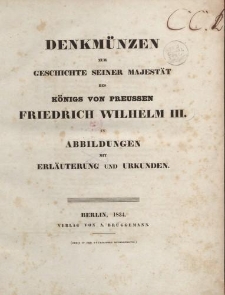 CC.
DENKMÜNZEN
ZUR
GESCHICHTE SEINER MAJESTÄT
DES
KÖNIGS VON PREUSSEN
FRIEDRICH WILHELM III.
IN
ABBILDUNGEN
MIT
ERLÄUTERUNG UND URKUNDEN.
BERLIN, 1834.
VERLAG VON A. BRÜGGEMANN.